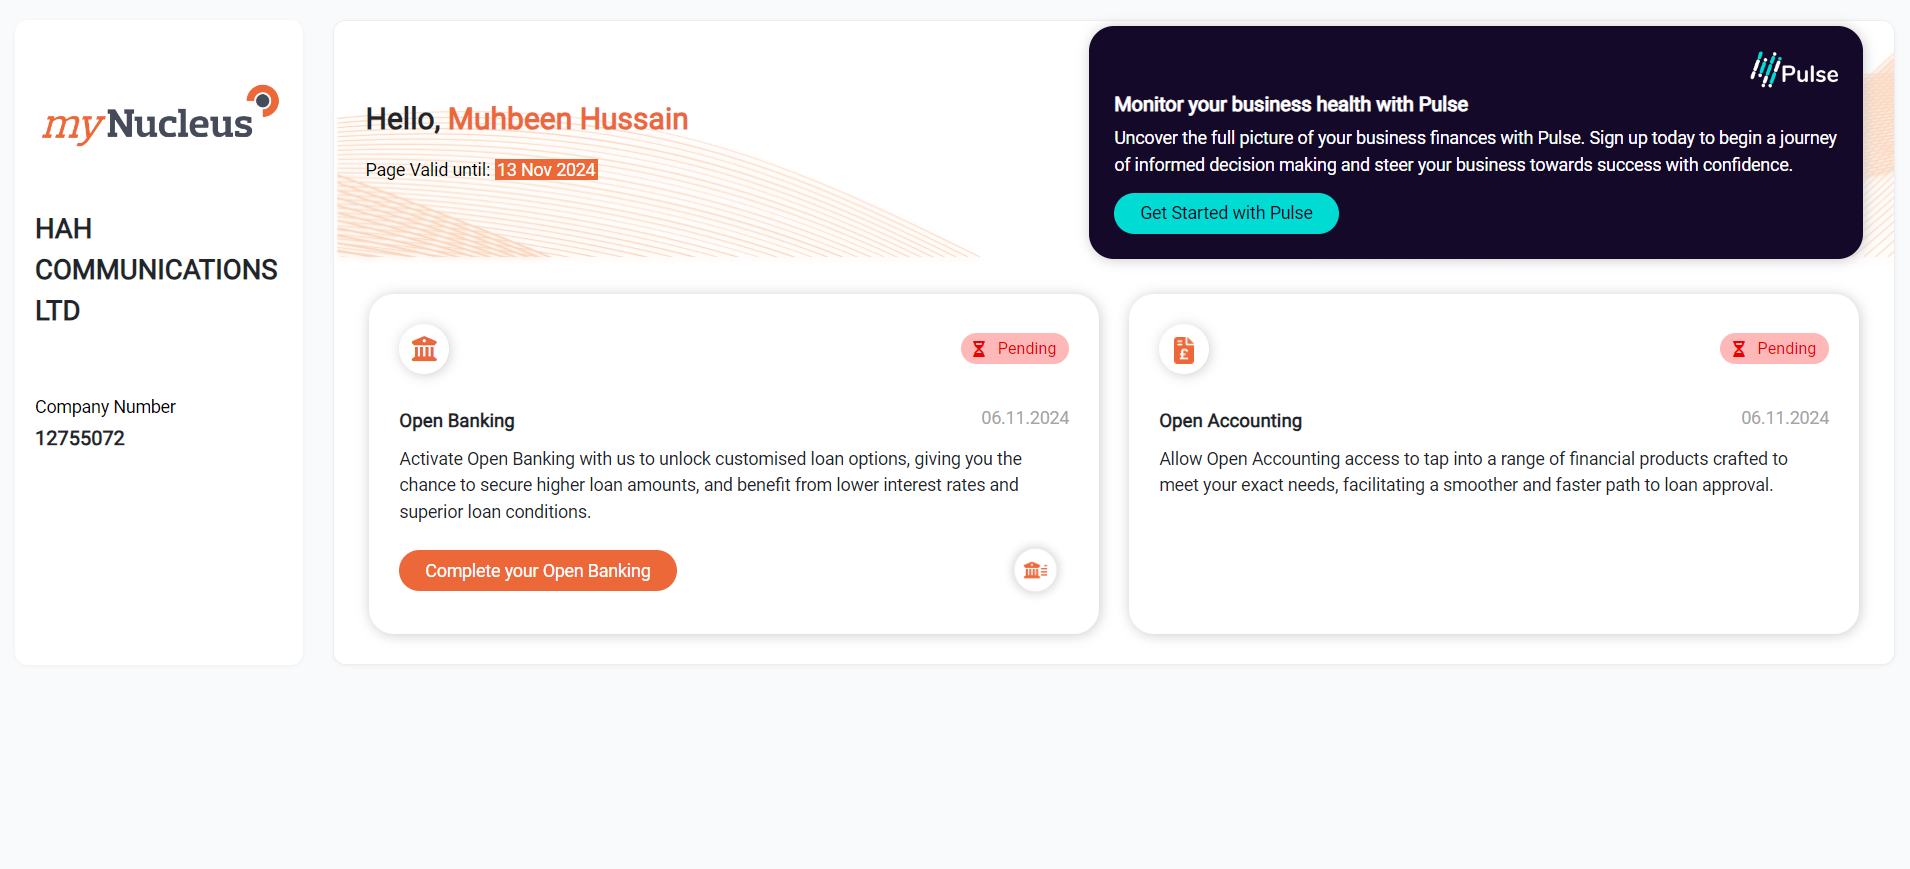 myNucleus
HAH
COMMUNICATIONS
LTD
Company Number
12755072
Hello, Muhbeen Hussain
Page Valid until: 13 Nov 2024
Pulse
Monitor your business health with Pulse
Uncover the full picture of your business finances with Pulse. Sign up today to begin a journey
of informed decision making and steer your business towards success with confidence.
Get Started with Pulse
Pending
Open Banking
06.11.2024
Activate Open Banking with us to unlock customised loan options, giving you the
chance to secure higher loan amounts, and benefit from lower interest rates and
superior loan conditions.
Complete your Open Banking
£
Pending
Open Accounting
06.11.2024
Allow Open Accounting access to tap into a range of financial products crafted to
meet your exact needs, facilitating a smoother and faster path to loan approval.